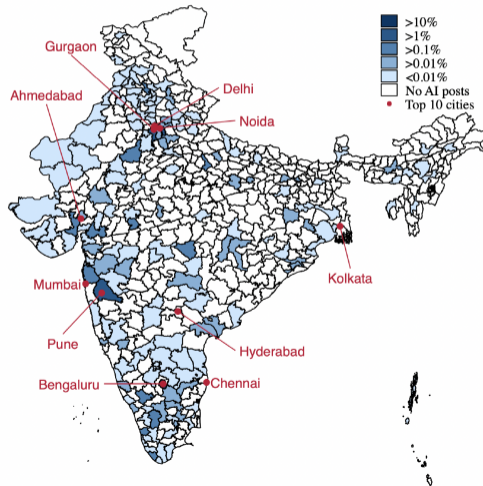 >10%
>1%
>0.1%
>0.01%
<0.01%
No AI posts
Top 10 cities
Gurgaon
Delhi
Ahmedabad
Noida
Kolkata
Mumbai
Pune
Hyderabad
Bengaluru
Chennai